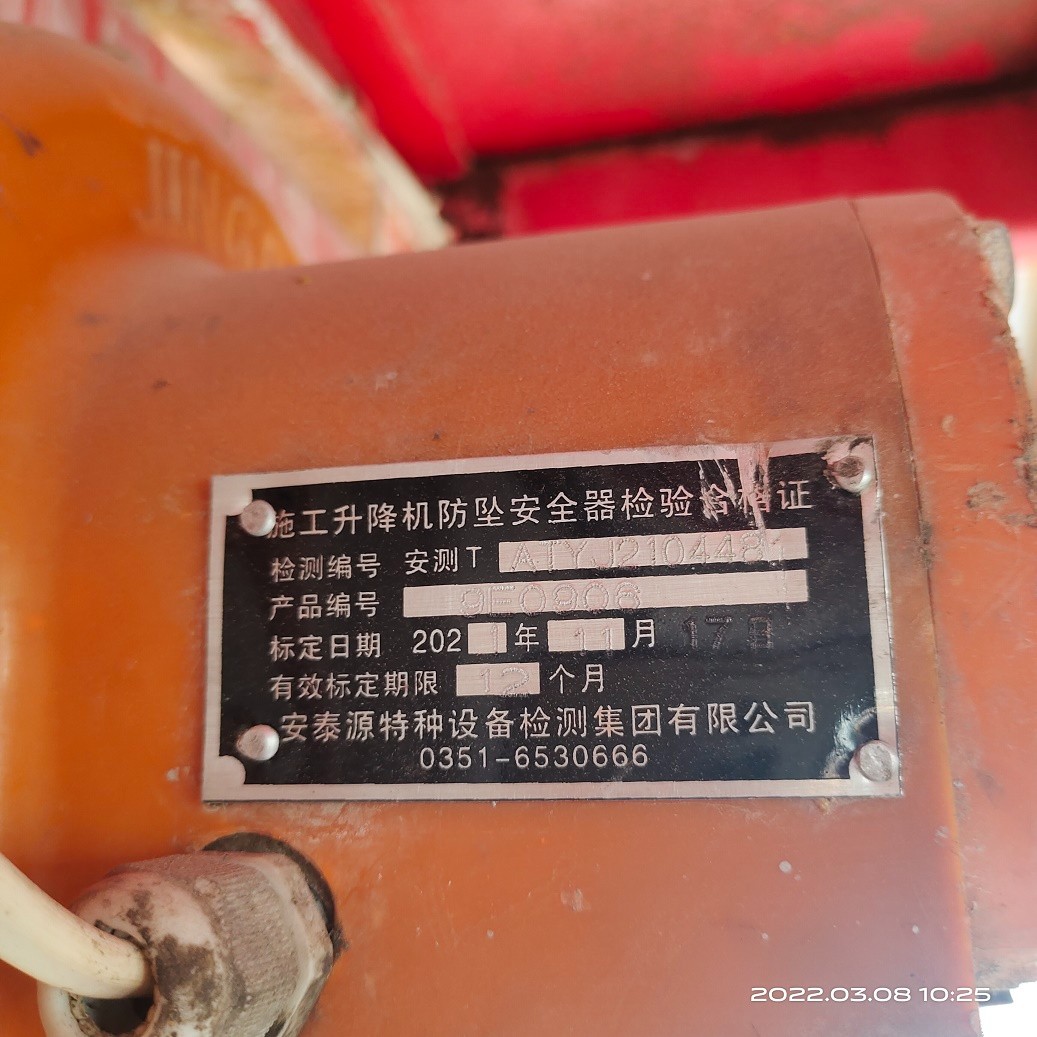 施工升降机防坠安全器检验合格证
检测编号 安测T ATYJ2104481
产品编号 9E0906
标定日期 2021年11月17日
有效标定期限 12个月
安泰源特种设备检测集团有限公司
0351-6530666
2022.03.08 10:25